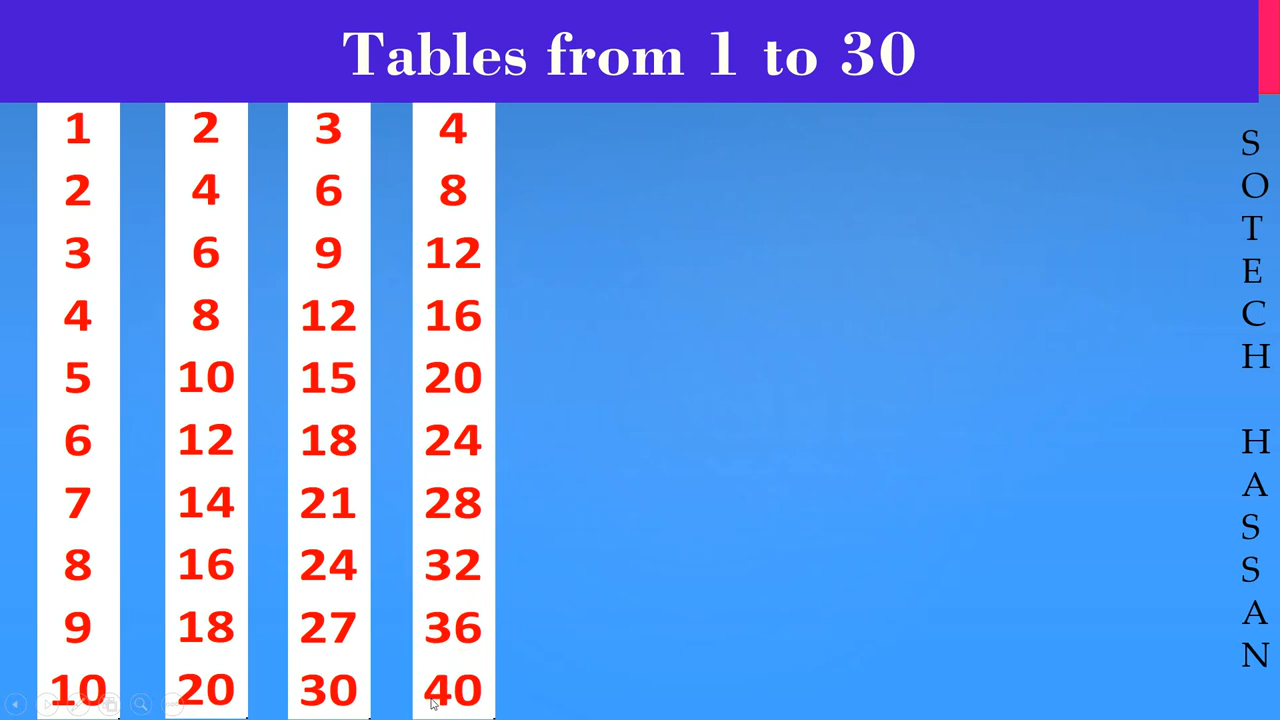 Tables from 1 to 30
1 2 3 4
2 4 6 8
3 6 9 12
4 8 12 16
5 10 15 20
6 12 18 24
7 14 21 28
8 16 24 32
9 18 27 36
10 20 30 40
SOTECH HASSAN